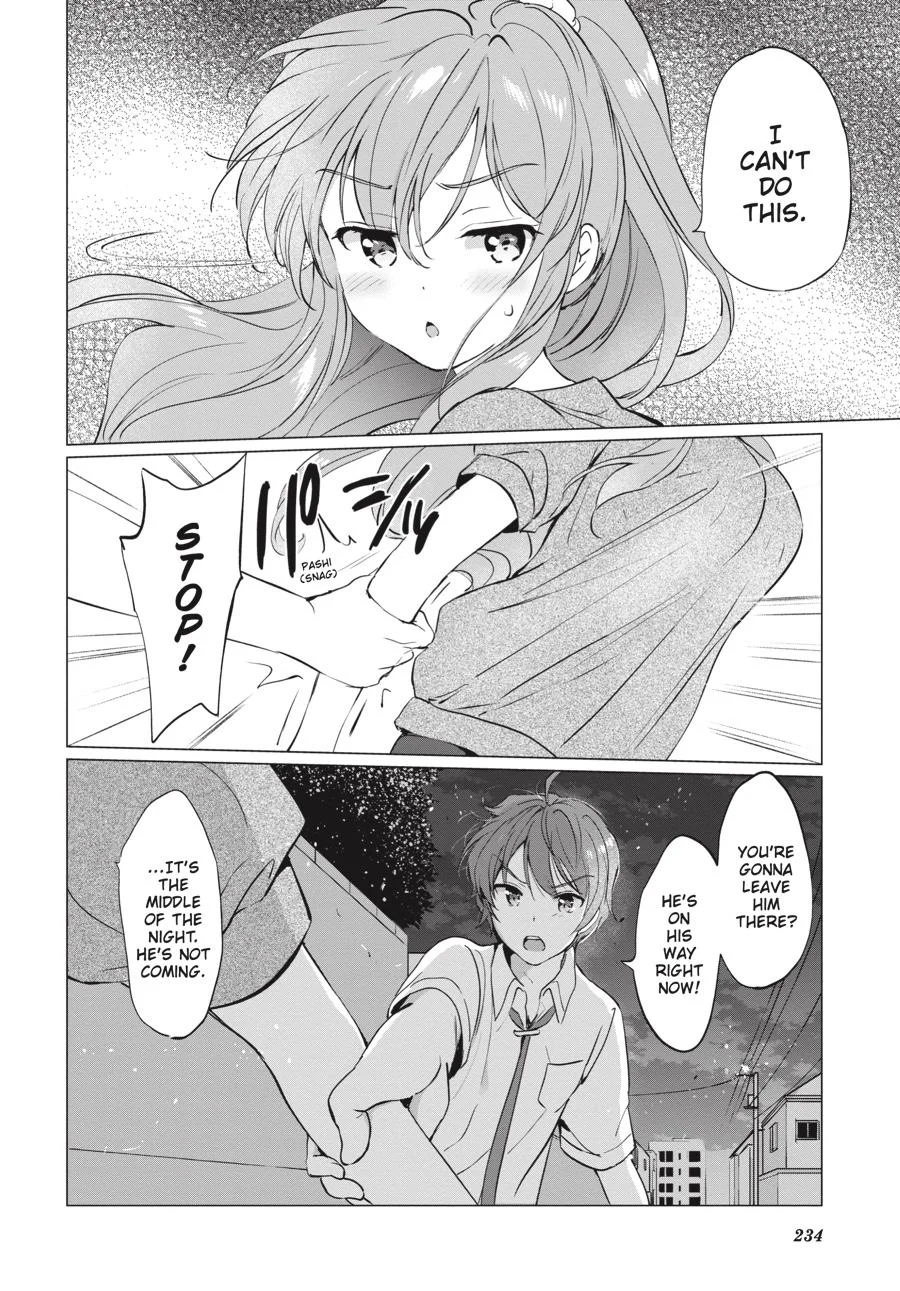 I
CAN'T
DO
THIS.
パシッ
PASHI
(SNAG)
STOP!
YOU'RE
GONNA
LEAVE
HIM
THERE?
HE'S
ON
HIS
WAY
RIGHT
NOW!
...IT'S
THE
MIDDLE
OF THE
NIGHT.
HE'S NOT
COMING.
234